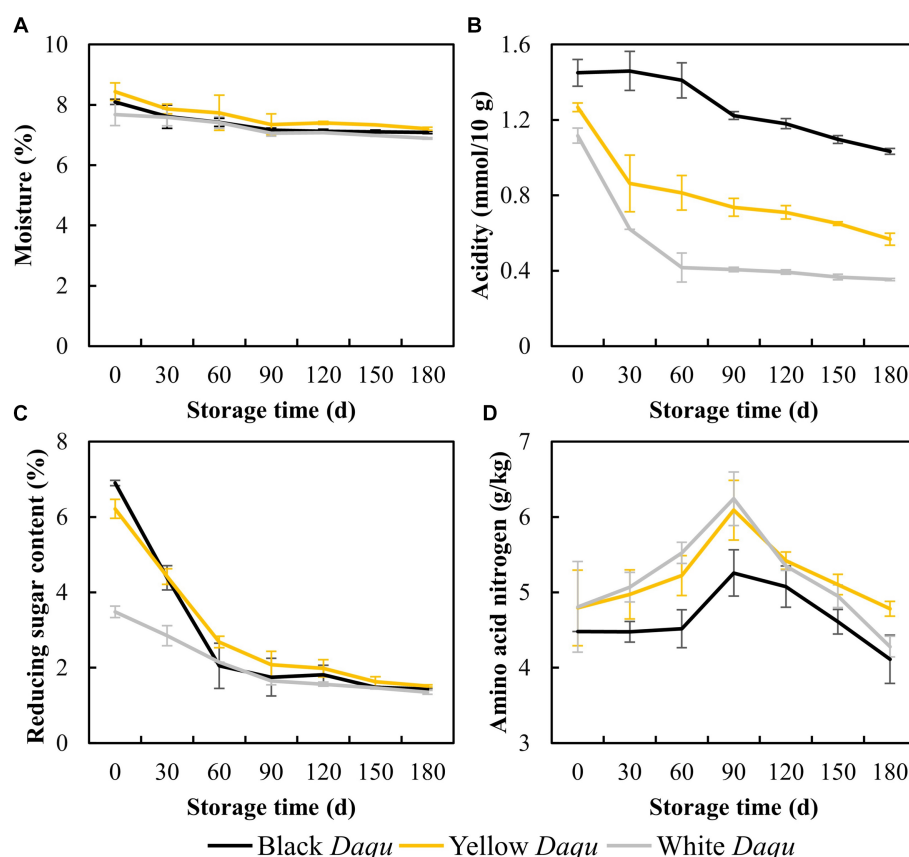 A
Moisture (%)
10
8
6
4
2
0
0 30 60 90 120 150 180
Storage time (d)
B
Acidity (mmol/10 g)
1.6
1.2
0.8
0.4
0
0 30 60 90 120 150 180
Storage time (d)
C
Reducing sugar content (%)
8
6
4
2
0
0 30 60 90 120 150 180
Storage time (d)
D
Amino acid nitrogen (g/kg)
7
6
5
4
3
0 30 60 90 120 150 180
Storage time (d)
Black Daqu Yellow Daqu White Daqu